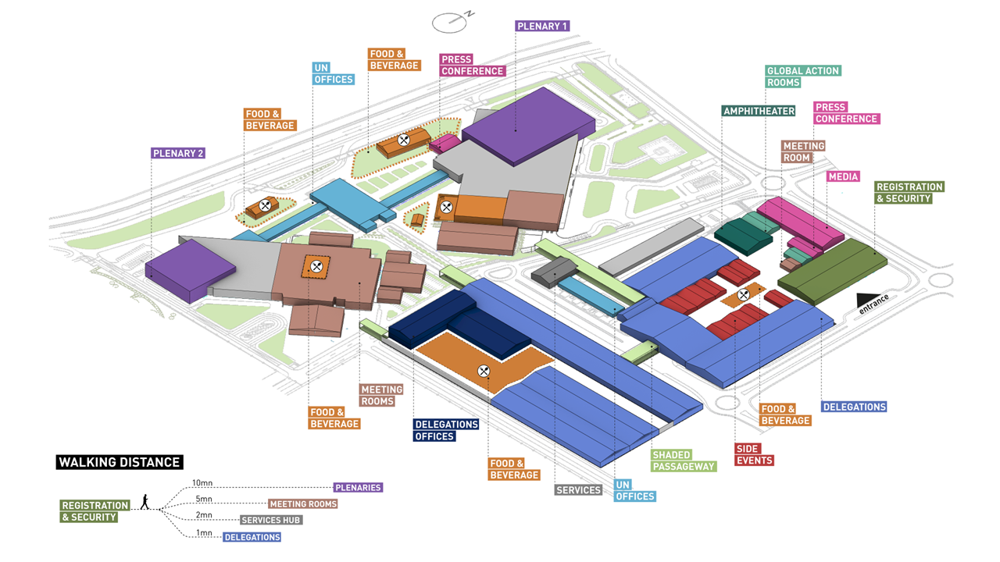 N
PLENARY 1
FOOD &
BEVERAGE
PRESS
CONFERENCE
UN
OFFICES
GLOBAL ACTION
ROOMS
AMPHITHEATER
PRESS
CONFERENCE
FOOD &
BEVERAGE
MEETING
ROOM
PLENARY 2
MEDIA
REGISTRATION
& SECURITY
entrance
MEETING
ROOMS
FOOD &
BEVERAGE
DELEGATIONS
OFFICES
FOOD &
BEVERAGE
DELEGATIONS
SIDE
EVENTS
SHADED
PASSAGEWAY
FOOD &
BEVERAGE
SERVICES
UN
OFFICES
WALKING DISTANCE
REGISTRATION
& SECURITY
10mn PLENARIES
5mn MEETING ROOMS
2mn SERVICES HUB
1mn DELEGATIONS